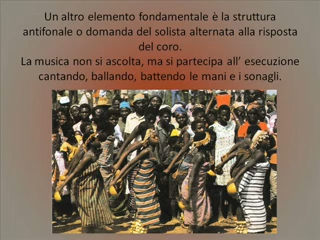 Un altro elemento fondamentale è la struttura
antifonale o domanda del solista alternata alla risposta
del coro.
La musica non si ascolta, ma si partecipa all’ esecuzione
cantando, ballando, battendo le mani e i sonagli.